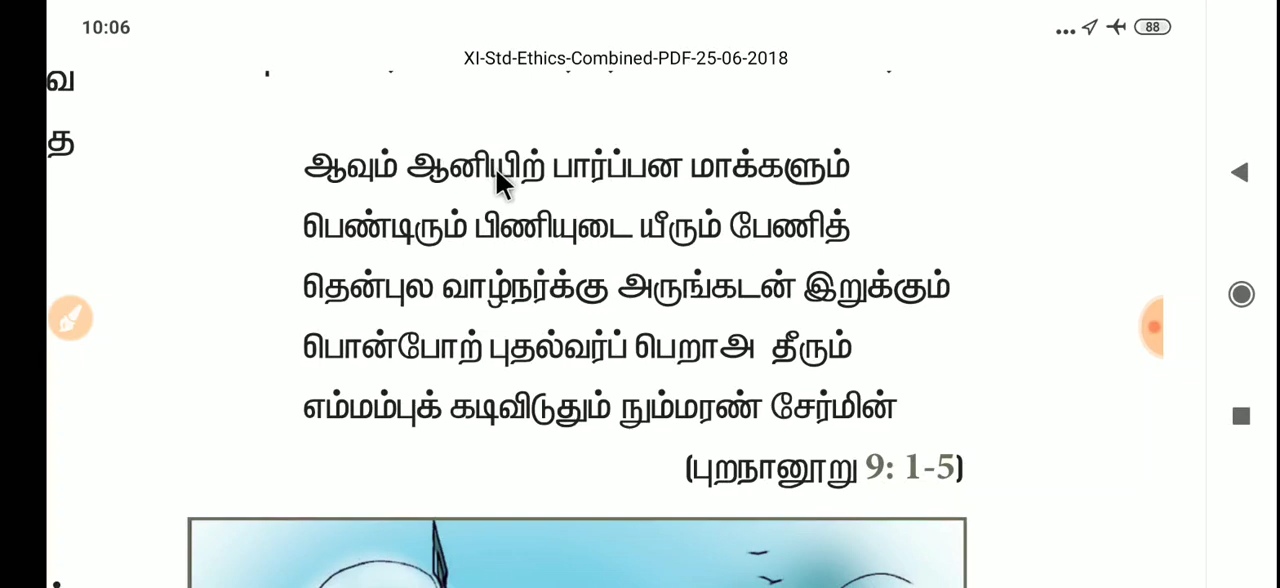 10:06
88
XI-Std-Ethics-Combined-PDF-25-06-2018
வ
த
ஆவும் ஆனியிற் பார்ப்பன மாக்களும்
பெண்டிரும் பிணியுடை யீரும் பேணித்
தென்புல வாழ்நர்க்கு அருங்கடன் இறுக்கும்
பொன்போற் புதல்வர்ப் பெறாஅ தீரும்
எம்மம்புக் கடிவிடுதும் நும்மரண் சேர்மின்
(புறநானூறு 9: 1-5)